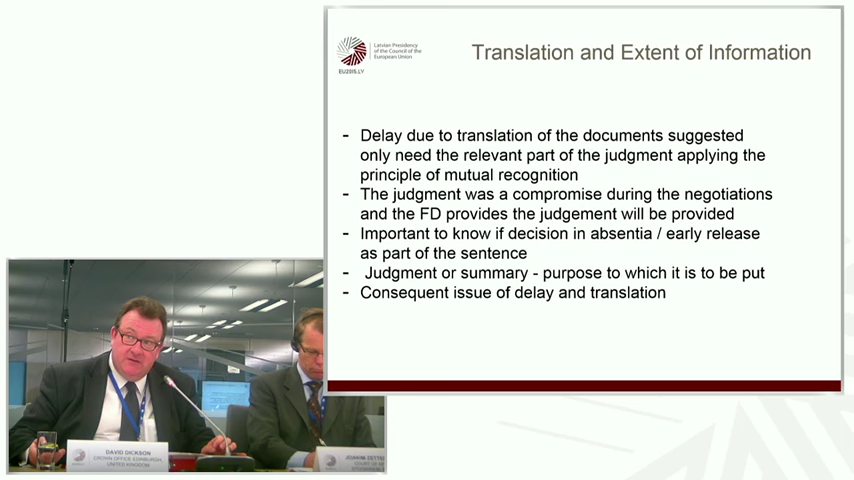 Latvian Presidency
of the Council of the
European Union
EU2015.LV
Translation and Extent of Information
- Delay due to translation of the documents suggested
only need the relevant part of the judgment applying the
principle of mutual recognition
- The judgment was a compromise during the negotiations
and the FD provides the judgement will be provided
- Important to know if decision in absentia / early release
as part of the sentence
- Judgment or summary - purpose to which it is to be put
- Consequent issue of delay and translation
DAVID DICKSON
CROWN OFFICE EDINBURGH,
UNITED KINGDOM
JOAKIM
COURT OF